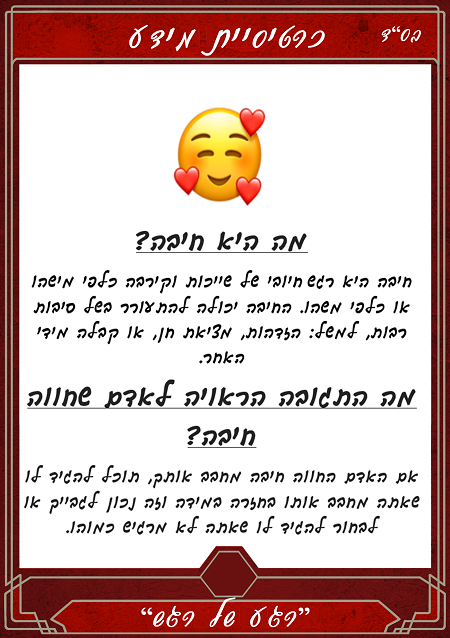 בס״ד
כרטיסיית מידע
מה היא חיבה?
חיבה היא רגש חיובי של שייכות וקירבה כלפי מישהו
או כלפי משהו. החיבה יכולה להתעורר בשל סיבות
רבות, למשל: הזדהות, מציאת חן, או קבלה מידי
האחר.
מה התגובה הראויה לאדם שחווה
חיבה?
אם האדם החווה חיבה מחבב אותך, תוכל להגיד לו
שאתה מחבב אותו בחזרה במידה וזה נכון לגבייך או
לבחור להגיד לו שאתה לא מרגיש כמוהו.
”רגע של רגש“